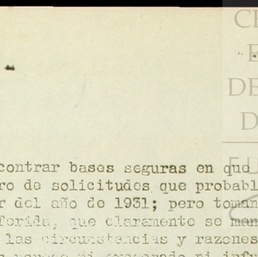 contrar bases seguras en que
ro de solicitudes que probabl
r del año de 1931; pero toman
ferida, que claramente se man
las circunstancias y razones